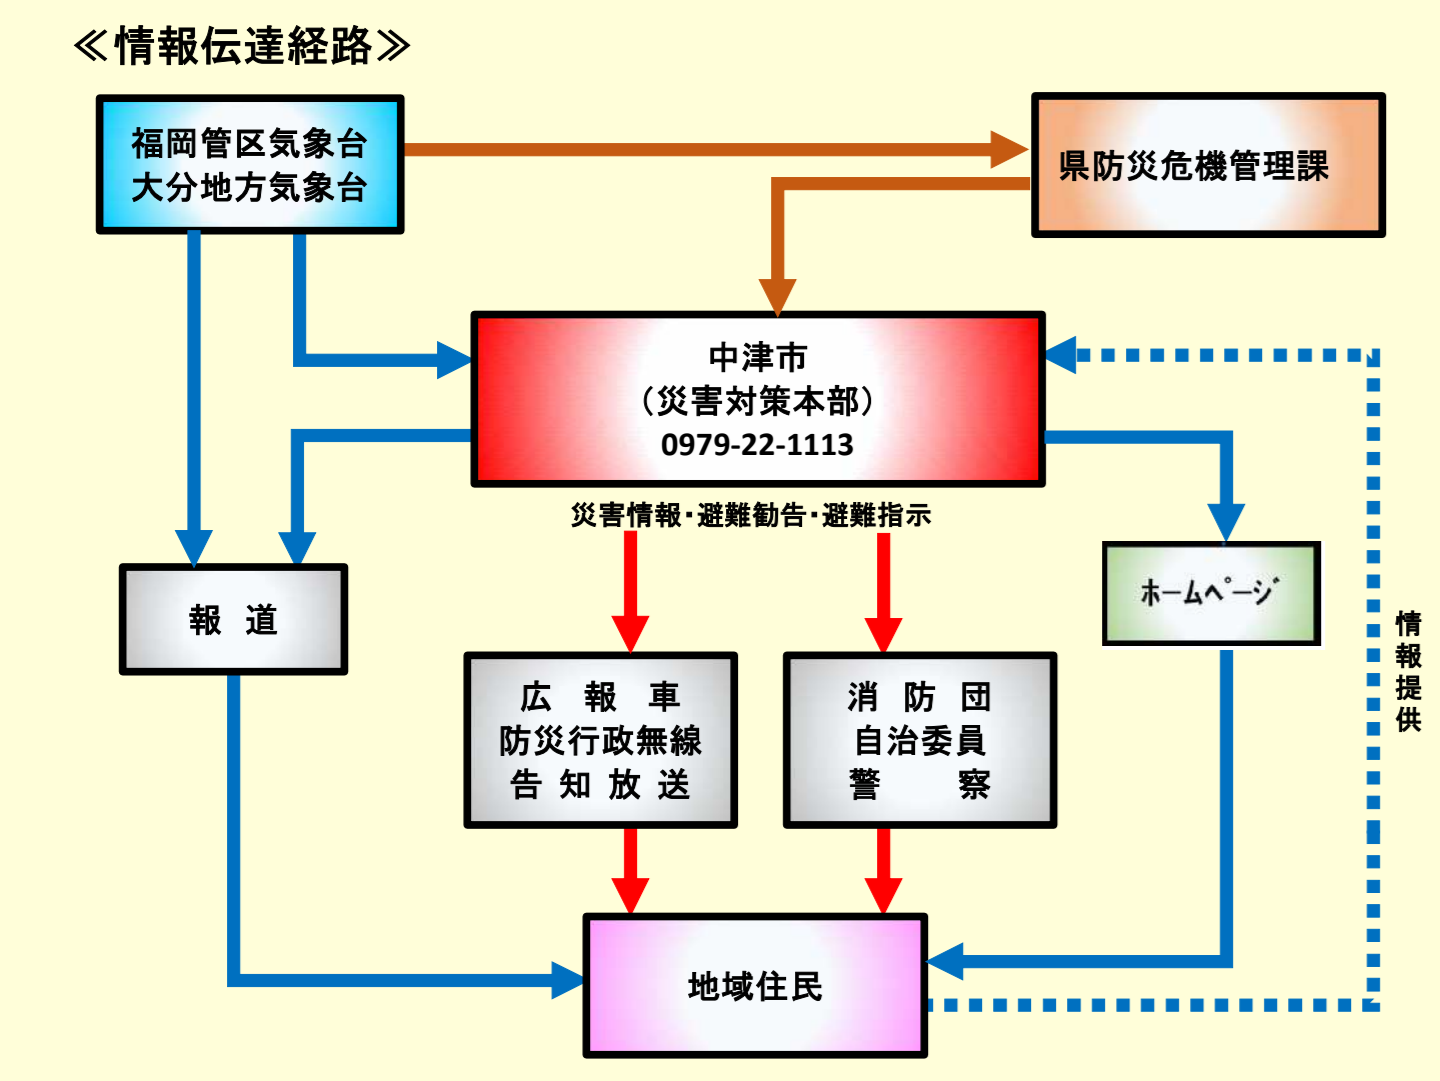 ≪情報伝達経路≫
福岡管区気象台
大分地方気象台
県防災危機管理課
中津市
（災害対策本部）
0979-22-1113
災害情報・避難勧告・避難指示
報 道
ﾎｰﾑﾍﾟｰｼﾞ
広 報 車
防災行政無線
告 知 放 送
消 防 団
自治委員
警 察
情報提供
地域住民